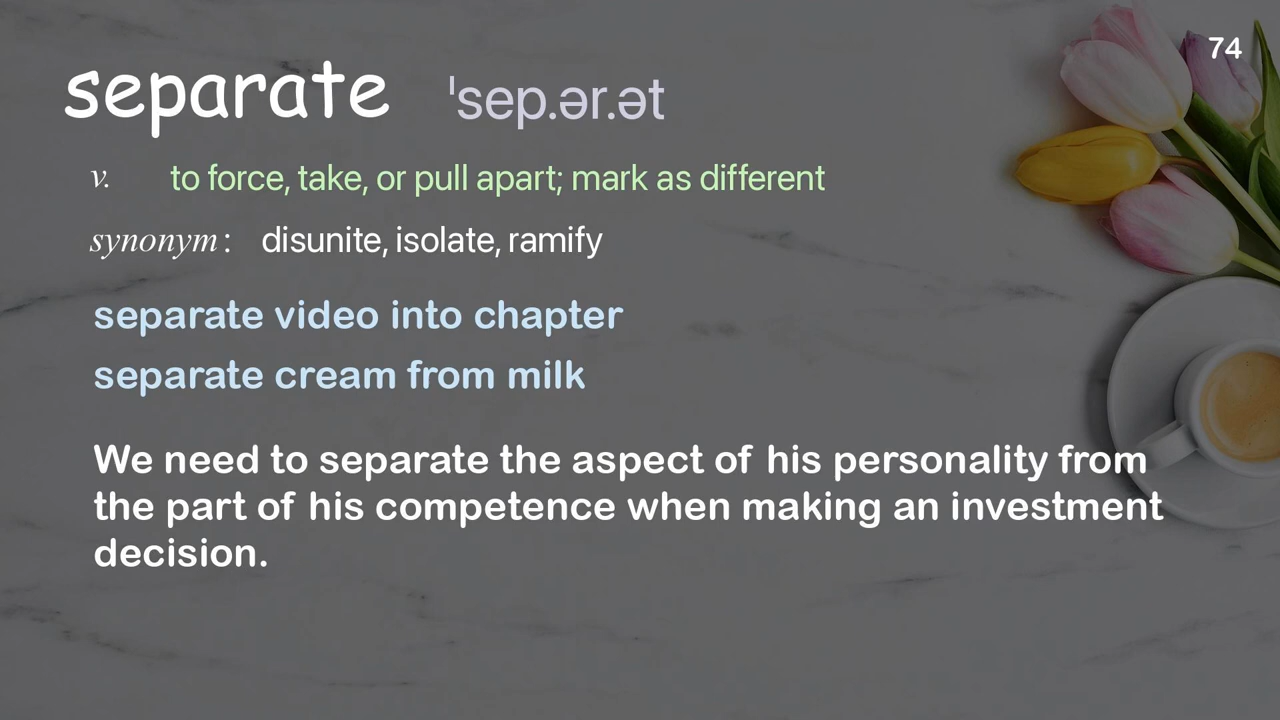 74
separate ˈsep.ər.ət
v. to force, take, or pull apart; mark as different
synonym: disunite, isolate, ramify
separate video into chapter
separate cream from milk
We need to separate the aspect of his personality from
the part of his competence when making an investment
decision.